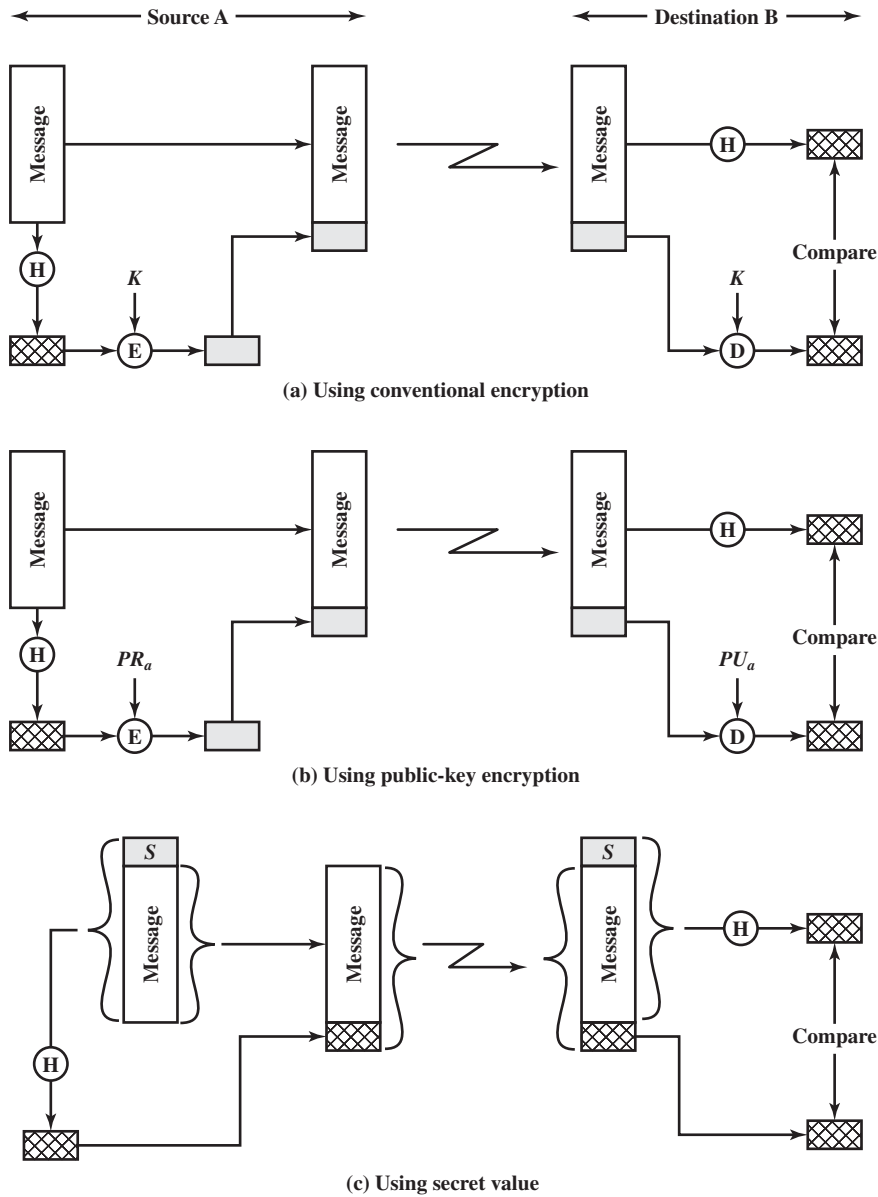 Source A
Destination B
Message
Message
Message
H
H
K
K
Compare
E
D
(a) Using conventional encryption
Message
Message
Message
H
H
PRa
PUa
Compare
E
D
(b) Using public-key encryption
S
S
Message
Message
Message
H
H
Compare
(c) Using secret value